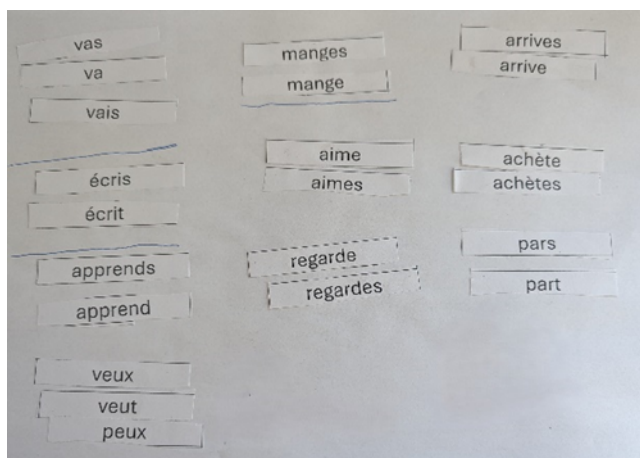 vas
va
vais
écris
écrit
apprends
apprend
veux
veut
peux
manges
mange
aime
aimes
regarde
regardes
arrives
arrive
achète
achètes
pars
part